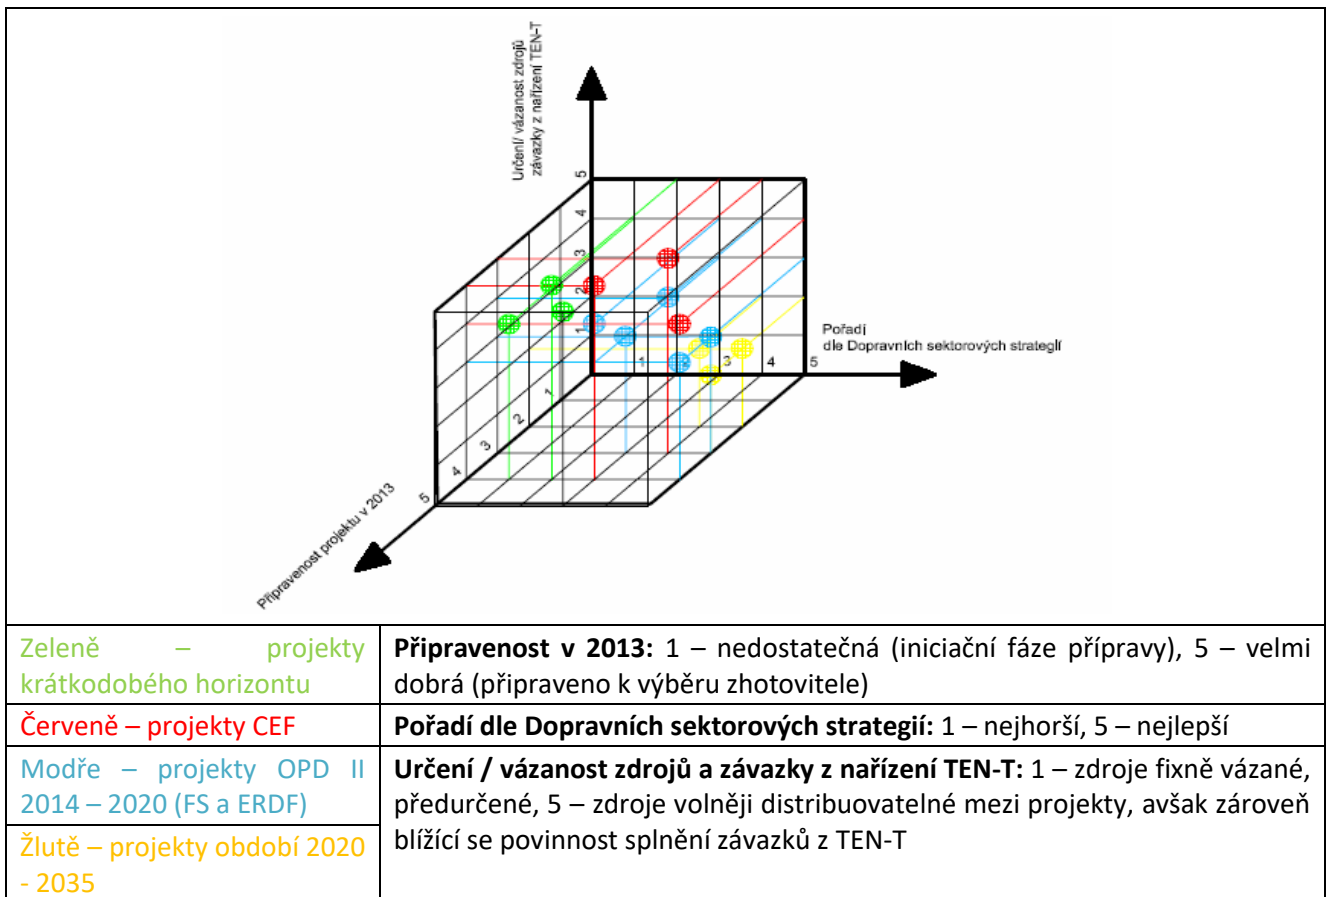 Určení/ vázanost zdrojů
závazky z nařízení TEN-T
5
4
3
2
1
1
2
3
4
5
Pořadí
dle Dopravních sektorových strategií
1
2
3
4
5
Připravenost projektu v 2013
Zeleně – projekty
krátkodobého horizontu
Připravenost v 2013: 1 – nedostatečná (iniciační fáze přípravy), 5 – velmi
dobrá (připraveno k výběru zhotovitele)
Červeně – projekty CEF
Pořadí dle Dopravních sektorových strategií: 1 – nejhorší, 5 – nejlepší
Modře – projekty OPD II
2014 – 2020 (FS a ERDF)
Určení / vázanost zdrojů a závazky z nařízení TEN-T: 1 – zdroje fixně vázané,
předurčené, 5 – zdroje volněji distribuovatelné mezi projekty, avšak zároveň
blížící se povinnost splnění závazků z TEN-T
Žlutě – projekty období 2020
- 2035